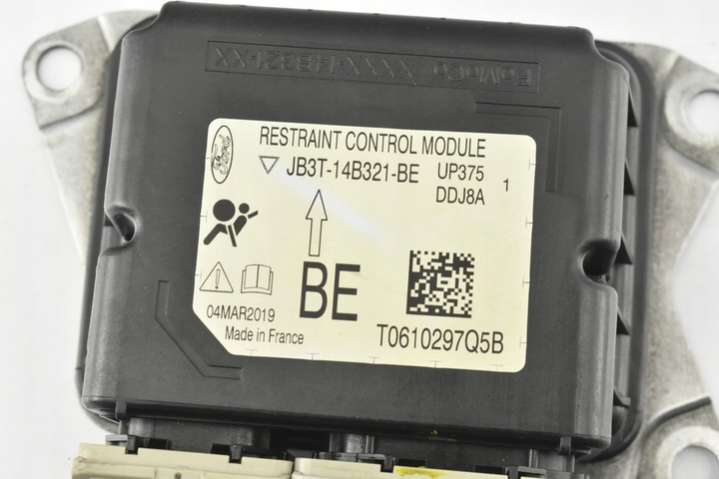 RESTRAINT CONTROL MODULE
JB3T-14B321-BE UP375 1
DDJ8A
BE
04MAR2019
Made in France
T0610297Q5B